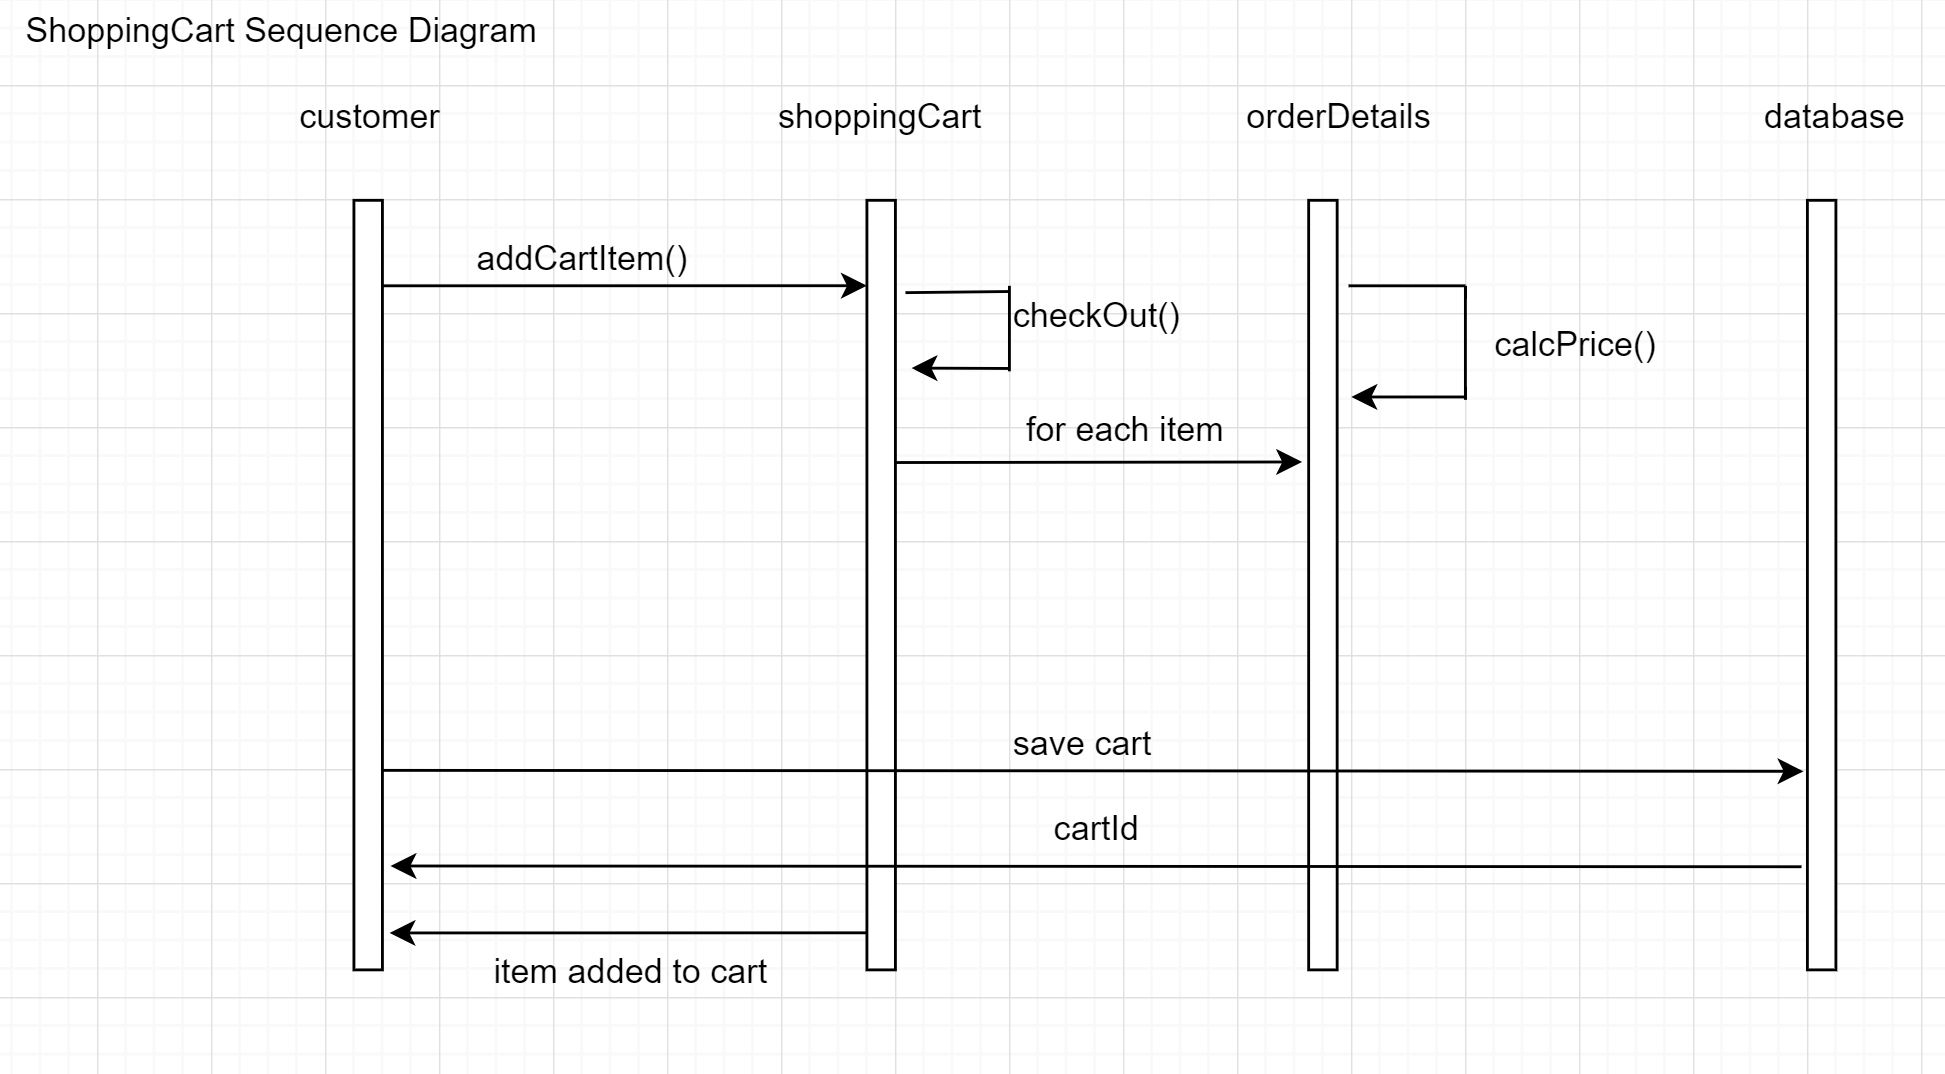 ShoppingCart Sequence Diagram
customer
shoppingCart
orderDetails
database
addCartItem()
checkOut()
calcPrice()
for each item
save cart
cartId
item added to cart